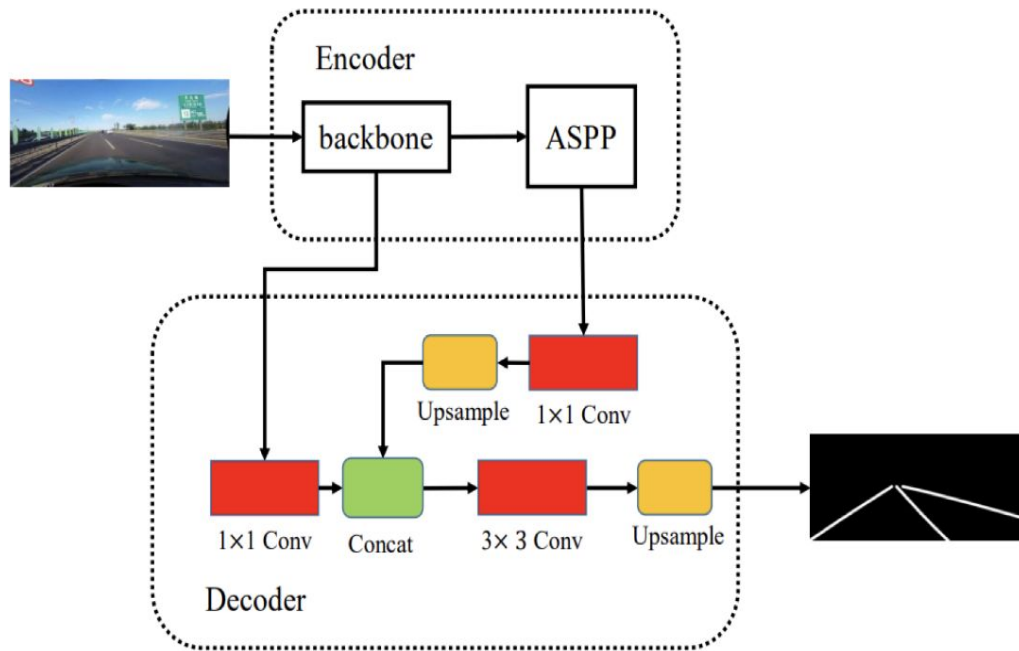 Encoder
backbone
ASPP
Upsample
1×1 Conv
1×1 Conv
Concat
3× 3 Conv
Upsample
Decoder